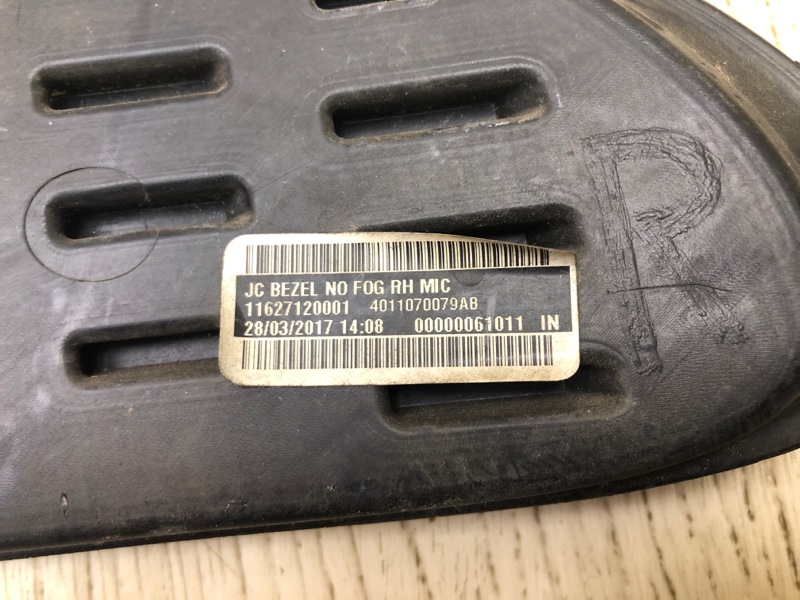 JC BEZEL NO FOG RH MIC
11627120001 4011070079AB
28/03/2017 14:08 00000061011 IN
R